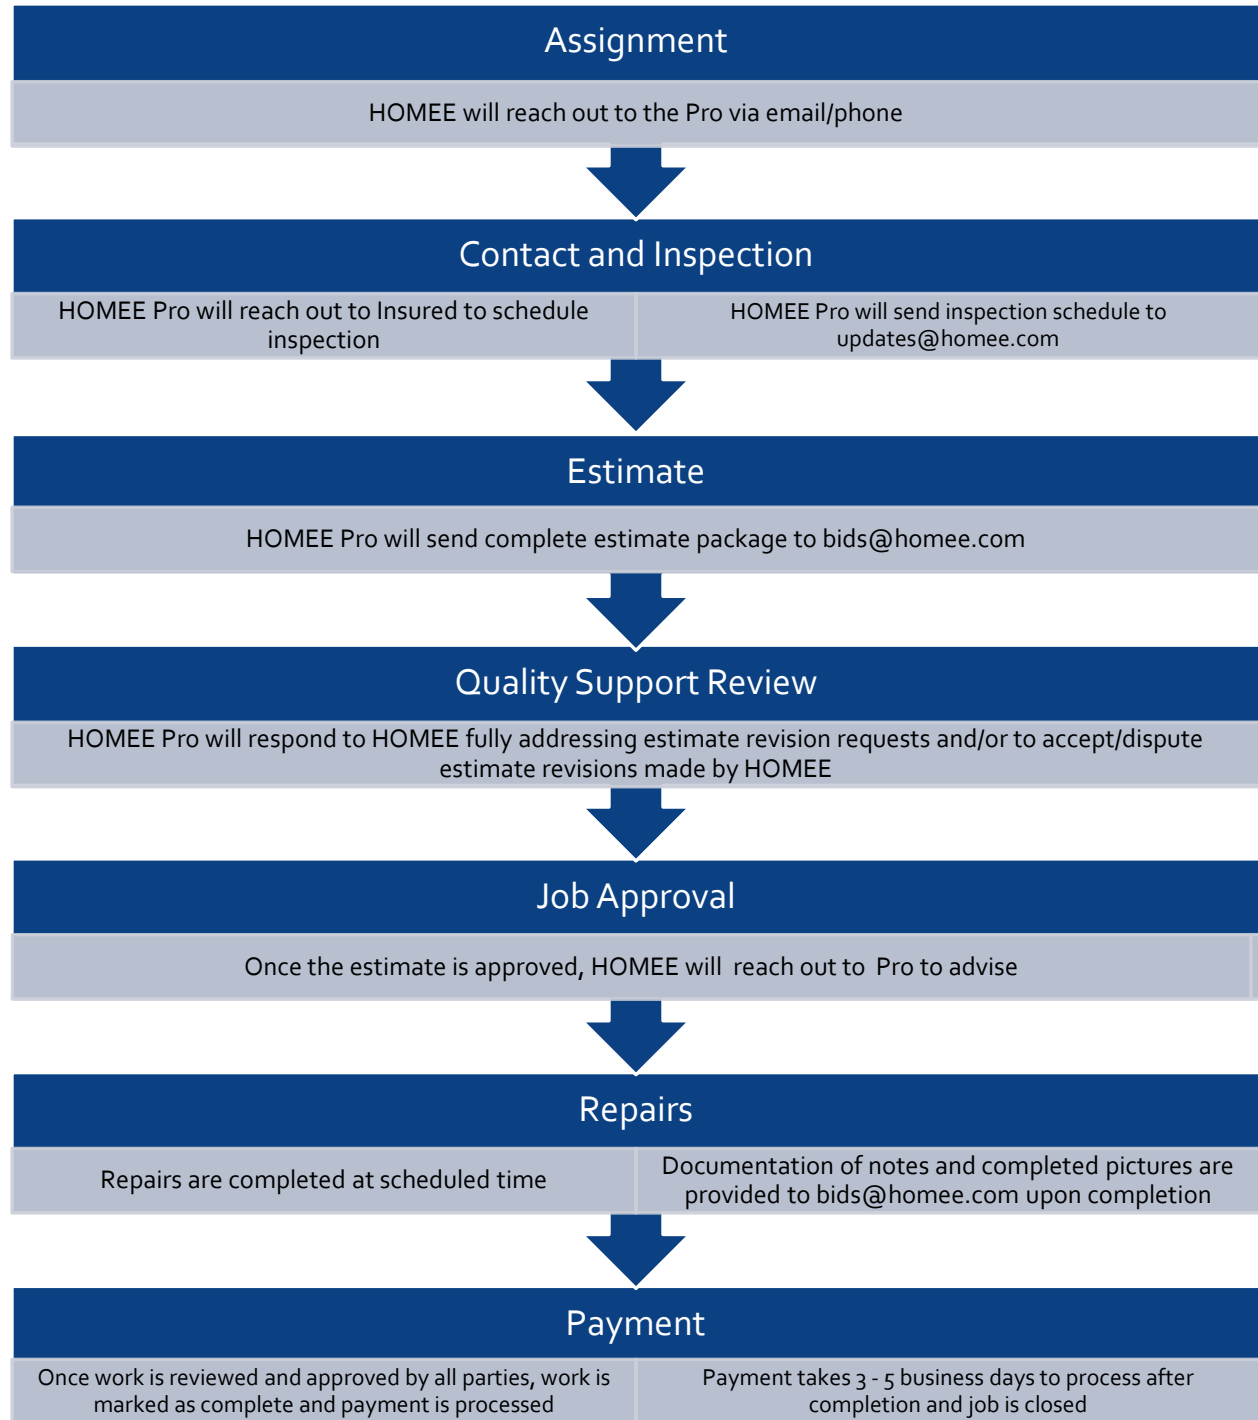 Assignment
HOMEE will reach out to the Pro via email/phone
Contact and Inspection
HOMEE Pro will reach out to Insured to schedule
inspection
HOMEE Pro will send inspection schedule to
updates@homee.com
Estimate
HOMEE Pro will send complete estimate package to bids@homee.com
Quality Support Review
HOMEE Pro will respond to HOMEE fully addressing estimate revision requests and/or to accept/dispute
estimate revisions made by HOMEE
Job Approval
Once the estimate is approved, HOMEE will reach out to Pro to advise
Repairs
Repairs are completed at scheduled time
Documentation of notes and completed pictures are
provided to bids@homee.com upon completion
Payment
Once work is reviewed and approved by all parties, work is
marked as complete and payment is processed
Payment takes 3 - 5 business days to process after
completion and job is closed